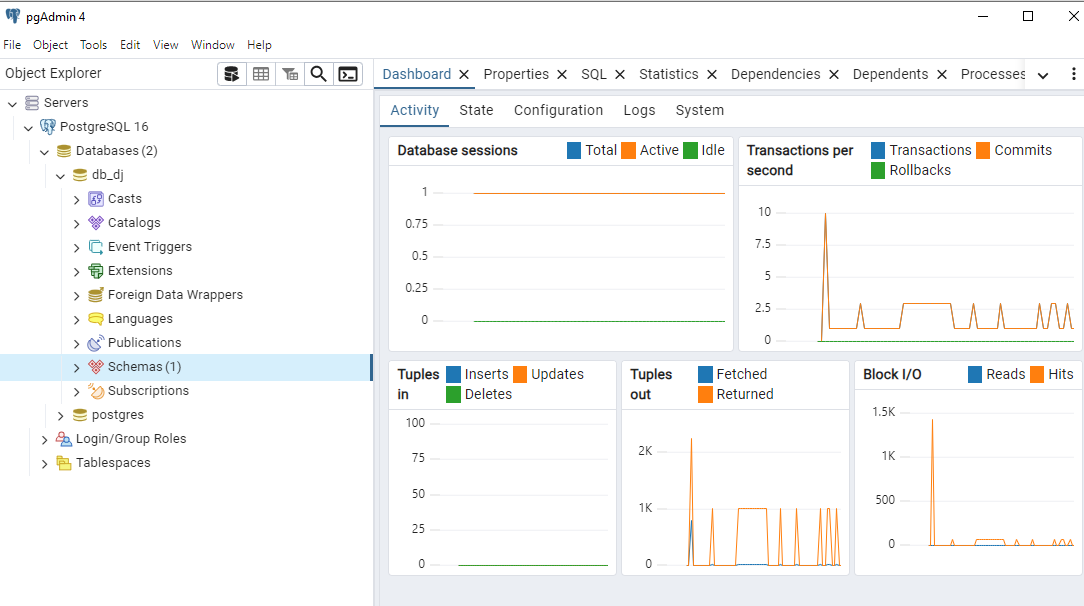 pgAdmin 4
File Object Tools Edit View Window Help
Object Explorer
Servers
PostgreSQL 16
Databases (2)
db_dj
Casts
Catalogs
Event Triggers
Extensions
Foreign Data Wrappers
Languages
Publications
Schemas (1)
Subscriptions
postgres
Login/Group Roles
Tablespaces
Dashboard Properties SQL Statistics Dependencies Dependents Processes
Activity State Configuration Logs System
Database sessions Total Active Idle
1
0.75
0.5
0.25
0
Transactions per second Transactions Commits
Rollbacks
10
7.5
5
2.5
0
Tuples in Inserts Updates
Deletes
100
75
50
25
0
Tuples out Fetched
Returned
2K
1K
0
Block I/O Reads Hits
1.5K
1K
500
0